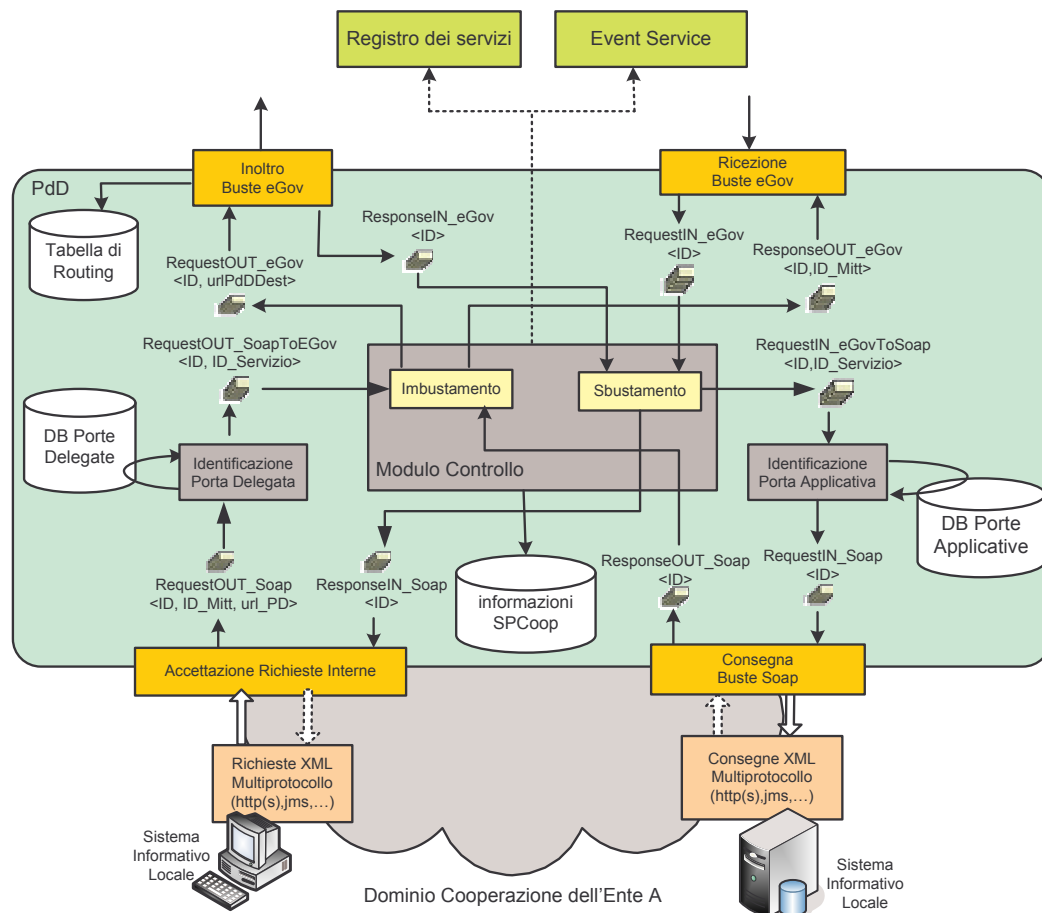 Registro dei servizi
Event Service
Inoltro
Buste eGov
Ricezione
Buste eGov
PdD
Tabella di
Routing
ResponseIN_eGov
<ID>
RequestIN_eGov
<ID>
ResponseOUT_eGov
<ID,ID_Mitt>
RequestOUT_eGov
<ID, urlPdDDest>
RequestOUT_SoapToEGov
<ID, ID_Servizio>
RequestIN_eGovToSoap
<ID,ID_Servizio>
Imbustamento
Sbustamento
DB Porte
Delegate
Identificazione
Porta Delegata
Modulo Controllo
Identificazione
Porta Applicativa
DB Porte
Applicative
RequestOUT_Soap
<ID, ID_Mitt, url_PD>
ResponseIN_Soap
<ID>
informazioni
SPCoop
ResponseOUT_Soap
<ID>
RequestIN_Soap
<ID>
Accettazione Richieste Interne
Consegna
Buste Soap
Richieste XML
Multiprotocollo
(http(s),jms,…)
Consegne XML
Multiprotocollo
(http(s),jms,…)
Sistema
Informativo
Locale
Dominio Cooperazione dell'Ente A
Sistema
Informativo
Locale